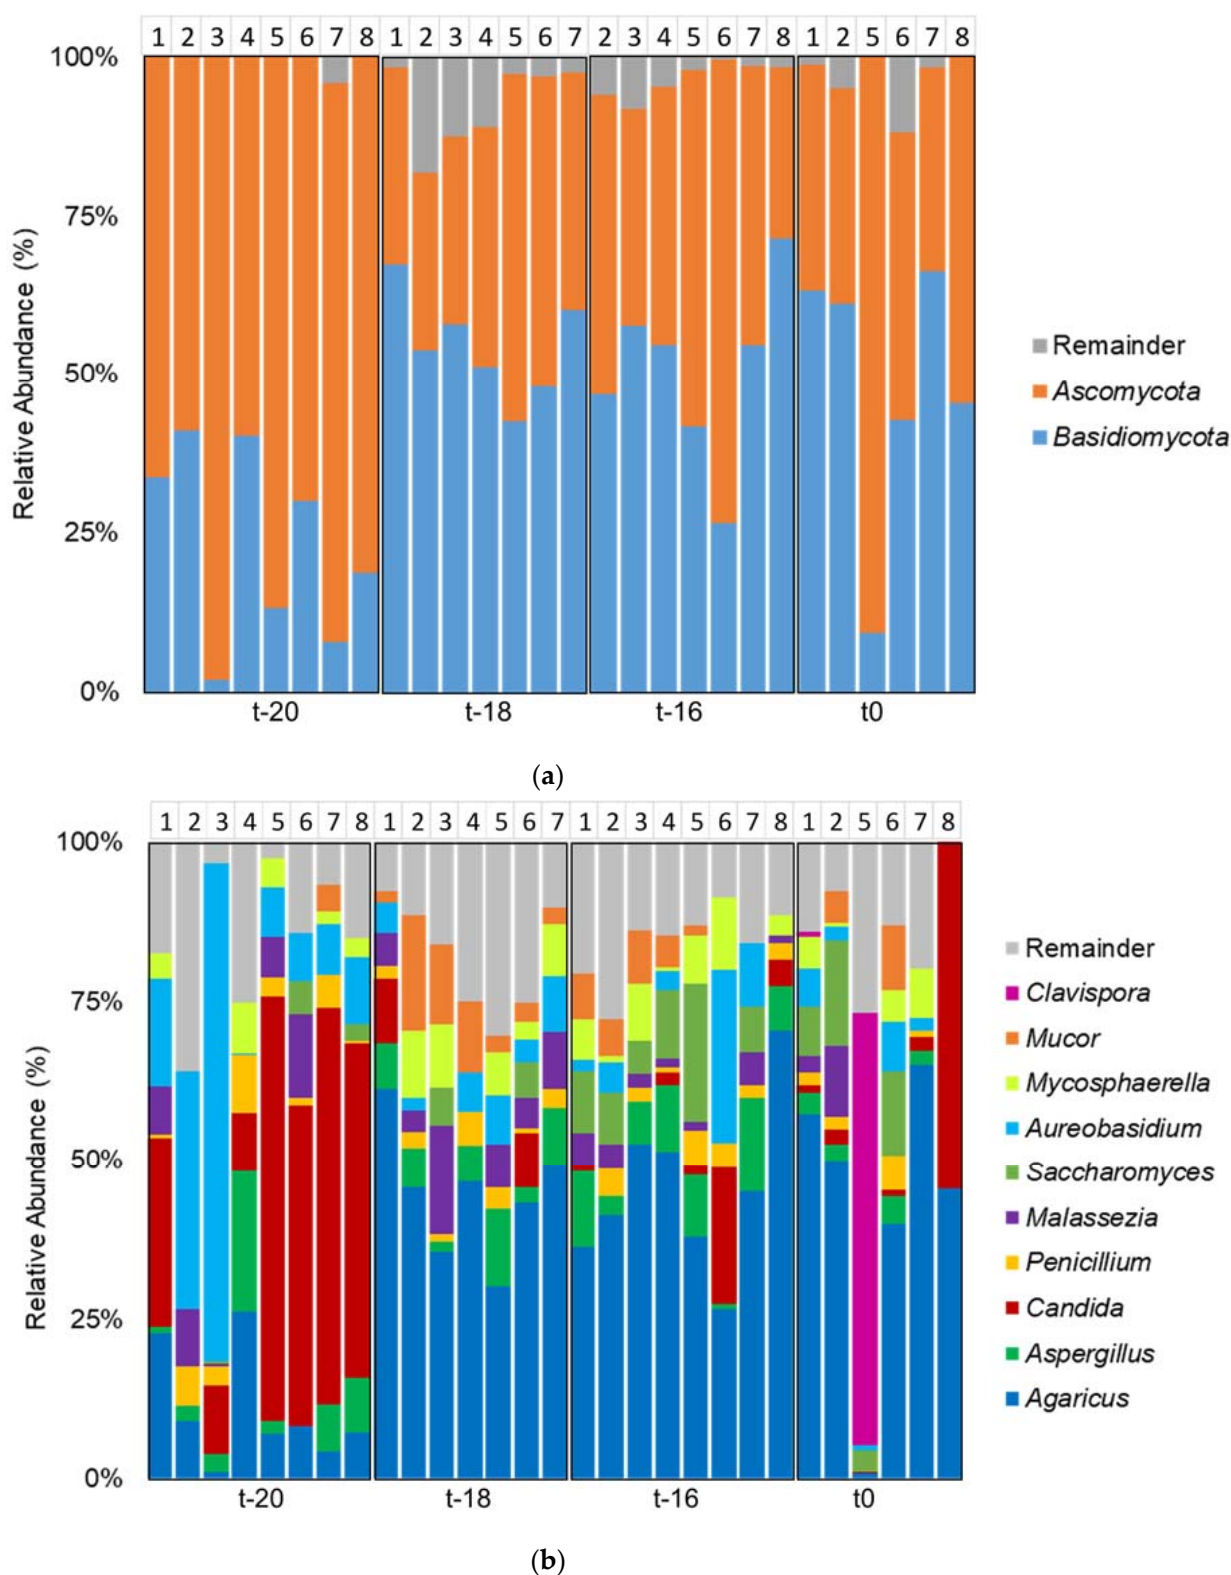 1 2 3 4 5 6 7 8 1 2 3 4 5 6 7 2 3 4 5 6 7 8 1 2 5 6 7 8
100%
75%
50%
25%
0%
Relative Abundance (%)
t-20 t-18 t-16 t0
Remainder
Ascomycota
Basidiomycota
(a)
1 2 3 4 5 6 7 8 1 2 3 4 5 6 7 1 2 3 4 5 6 7 8 1 2 5 6 7 8
100%
75%
50%
25%
0%
Relative Abundance (%)
t-20 t-18 t-16 t0
Remainder
Clavispora
Mucor
Mycosphaerella
Aureobasidium
Saccharomyces
Malassezia
Penicillium
Candida
Aspergillus
Agaricus
(b)